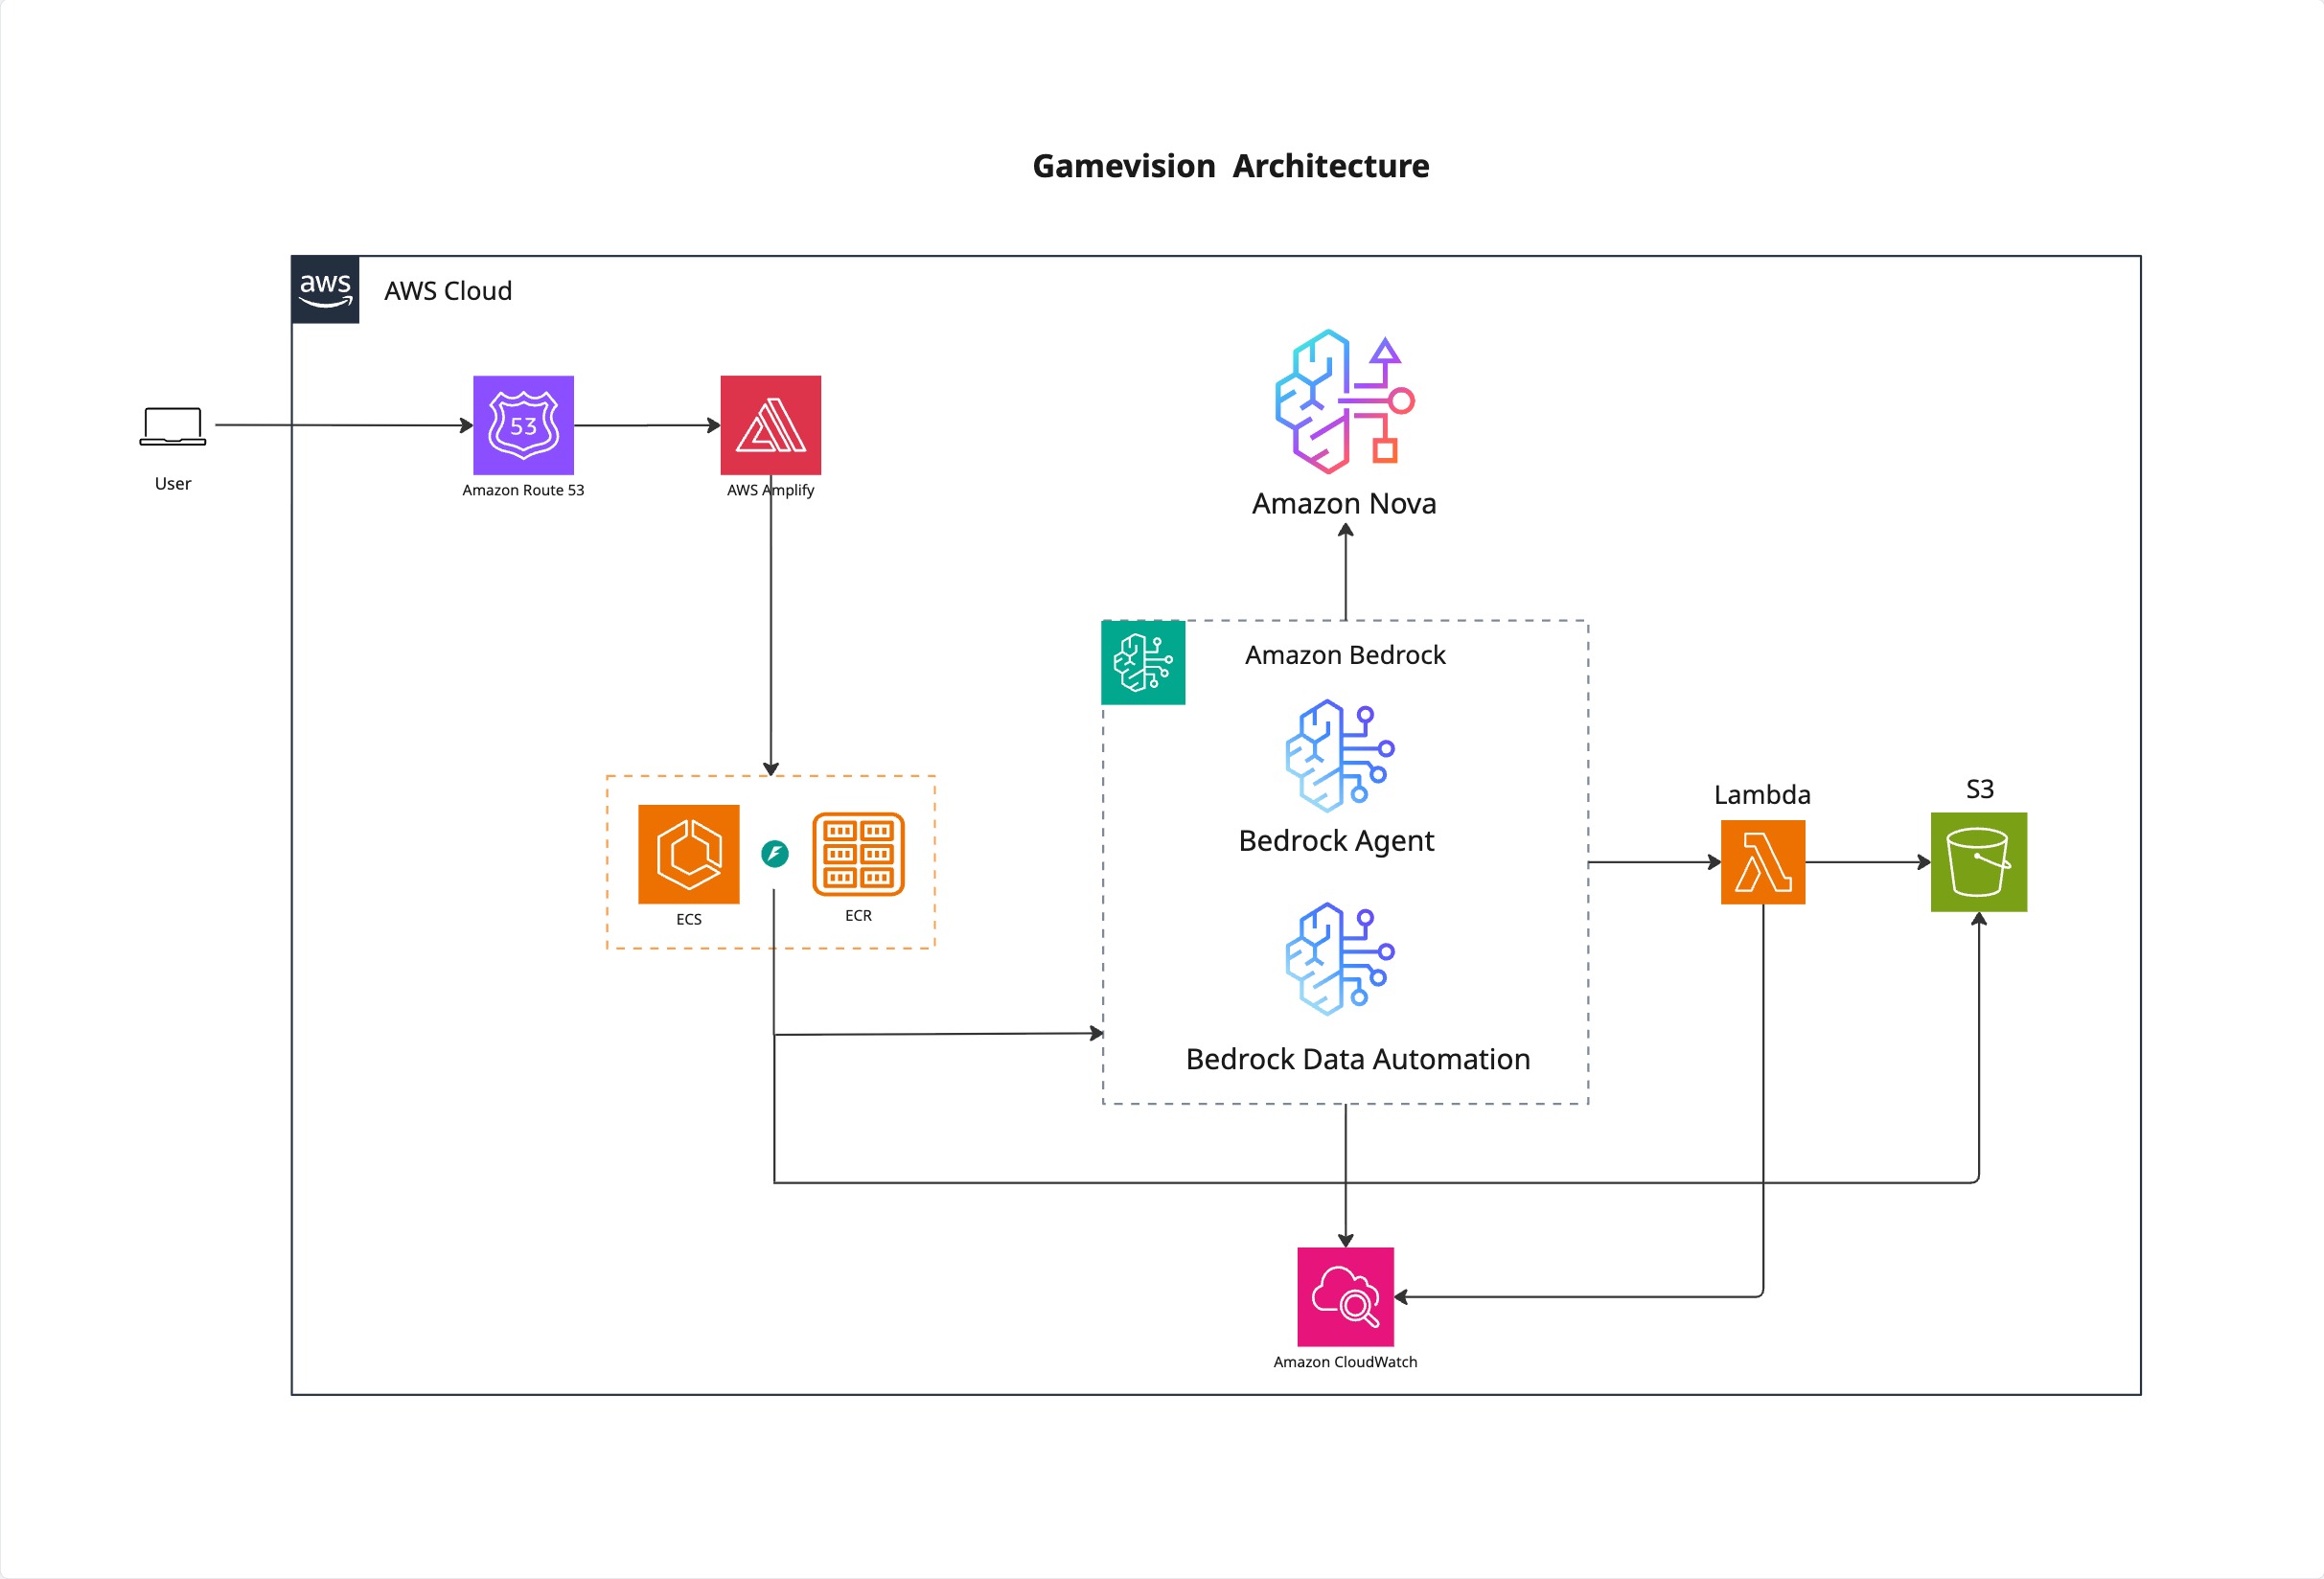 Gamevision Architecture
aws
AWS Cloud
53
User
Amazon Route 53
AWS Amplify
Amazon Nova
Amazon Bedrock
Bedrock Agent
Bedrock Data Automation
ECS
ECR
Lambda
S3
Amazon CloudWatch